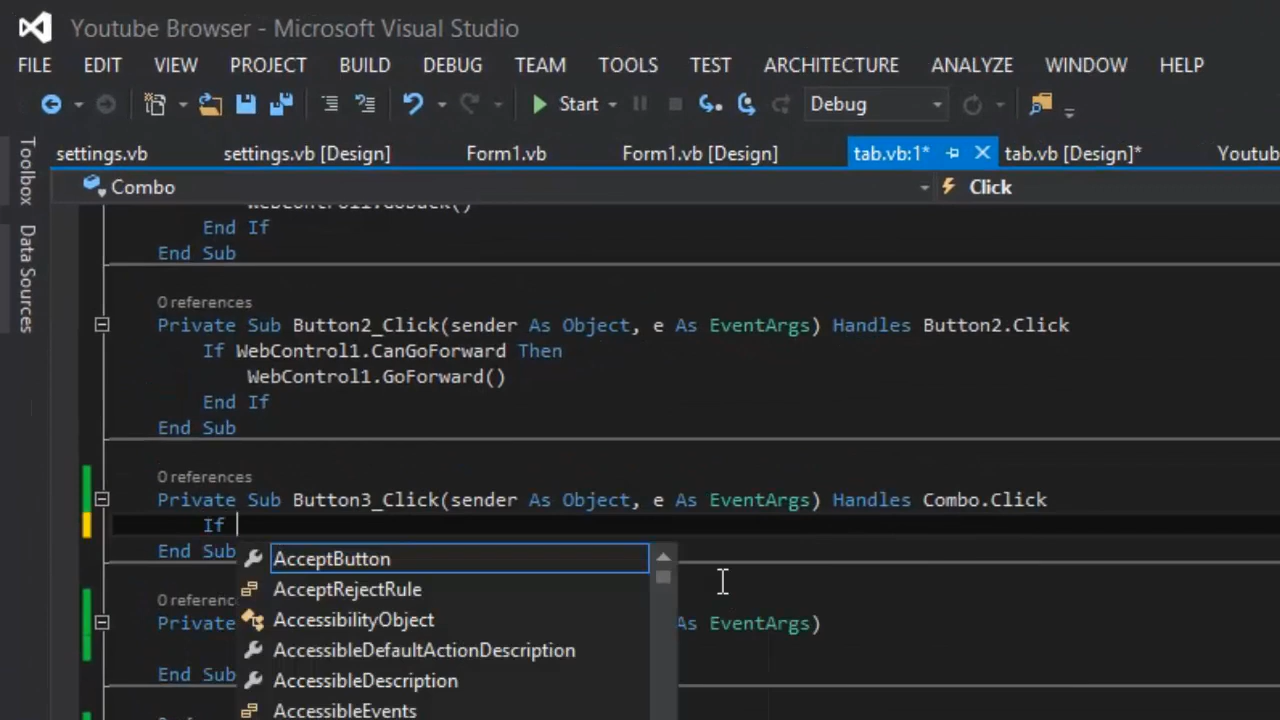 Youtube Browser - Microsoft Visual Studio
FILE EDIT VIEW PROJECT BUILD DEBUG TEAM TOOLS TEST ARCHITECTURE ANALYZE WINDOW HELP
Start Debug
Toolbox
Data Sources
settings.vb settings.vb [Design] Form1.vb Form1.vb [Design] tab.vb:1* tab.vb [Design]* Youtub
Combo Click
WebControl1.GoBack()
End If
End Sub
0 references
Private Sub Button2_Click(sender As Object, e As EventArgs) Handles Button2.Click
If WebControl1.CanGoForward Then
WebControl1.GoForward()
End If
End Sub
0 references
Private Sub Button3_Click(sender As Object, e As EventArgs) Handles Combo.Click
If
End Sub
AcceptButton
AcceptRejectRule
0 referenc
AccessibilityObject
Private As EventArgs)
AccessibleDefaultActionDescription
End Sub
AccessibleDescription
AccessibleEvents